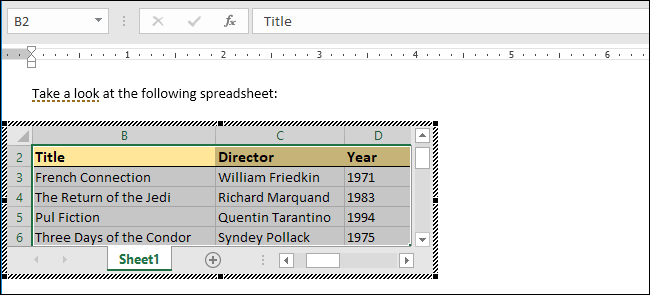 B2 fx Title
1 2 3 4 5 6
Take a look at the following spreadsheet:
B C D
2 Title Director Year
3 French Connection William Friedkin 1971
4 The Return of the Jedi Richard Marquand 1983
5 Pul Fiction Quentin Tarantino 1994
6 Three Days of the Condor Syndey Pollack 1975
Sheet1